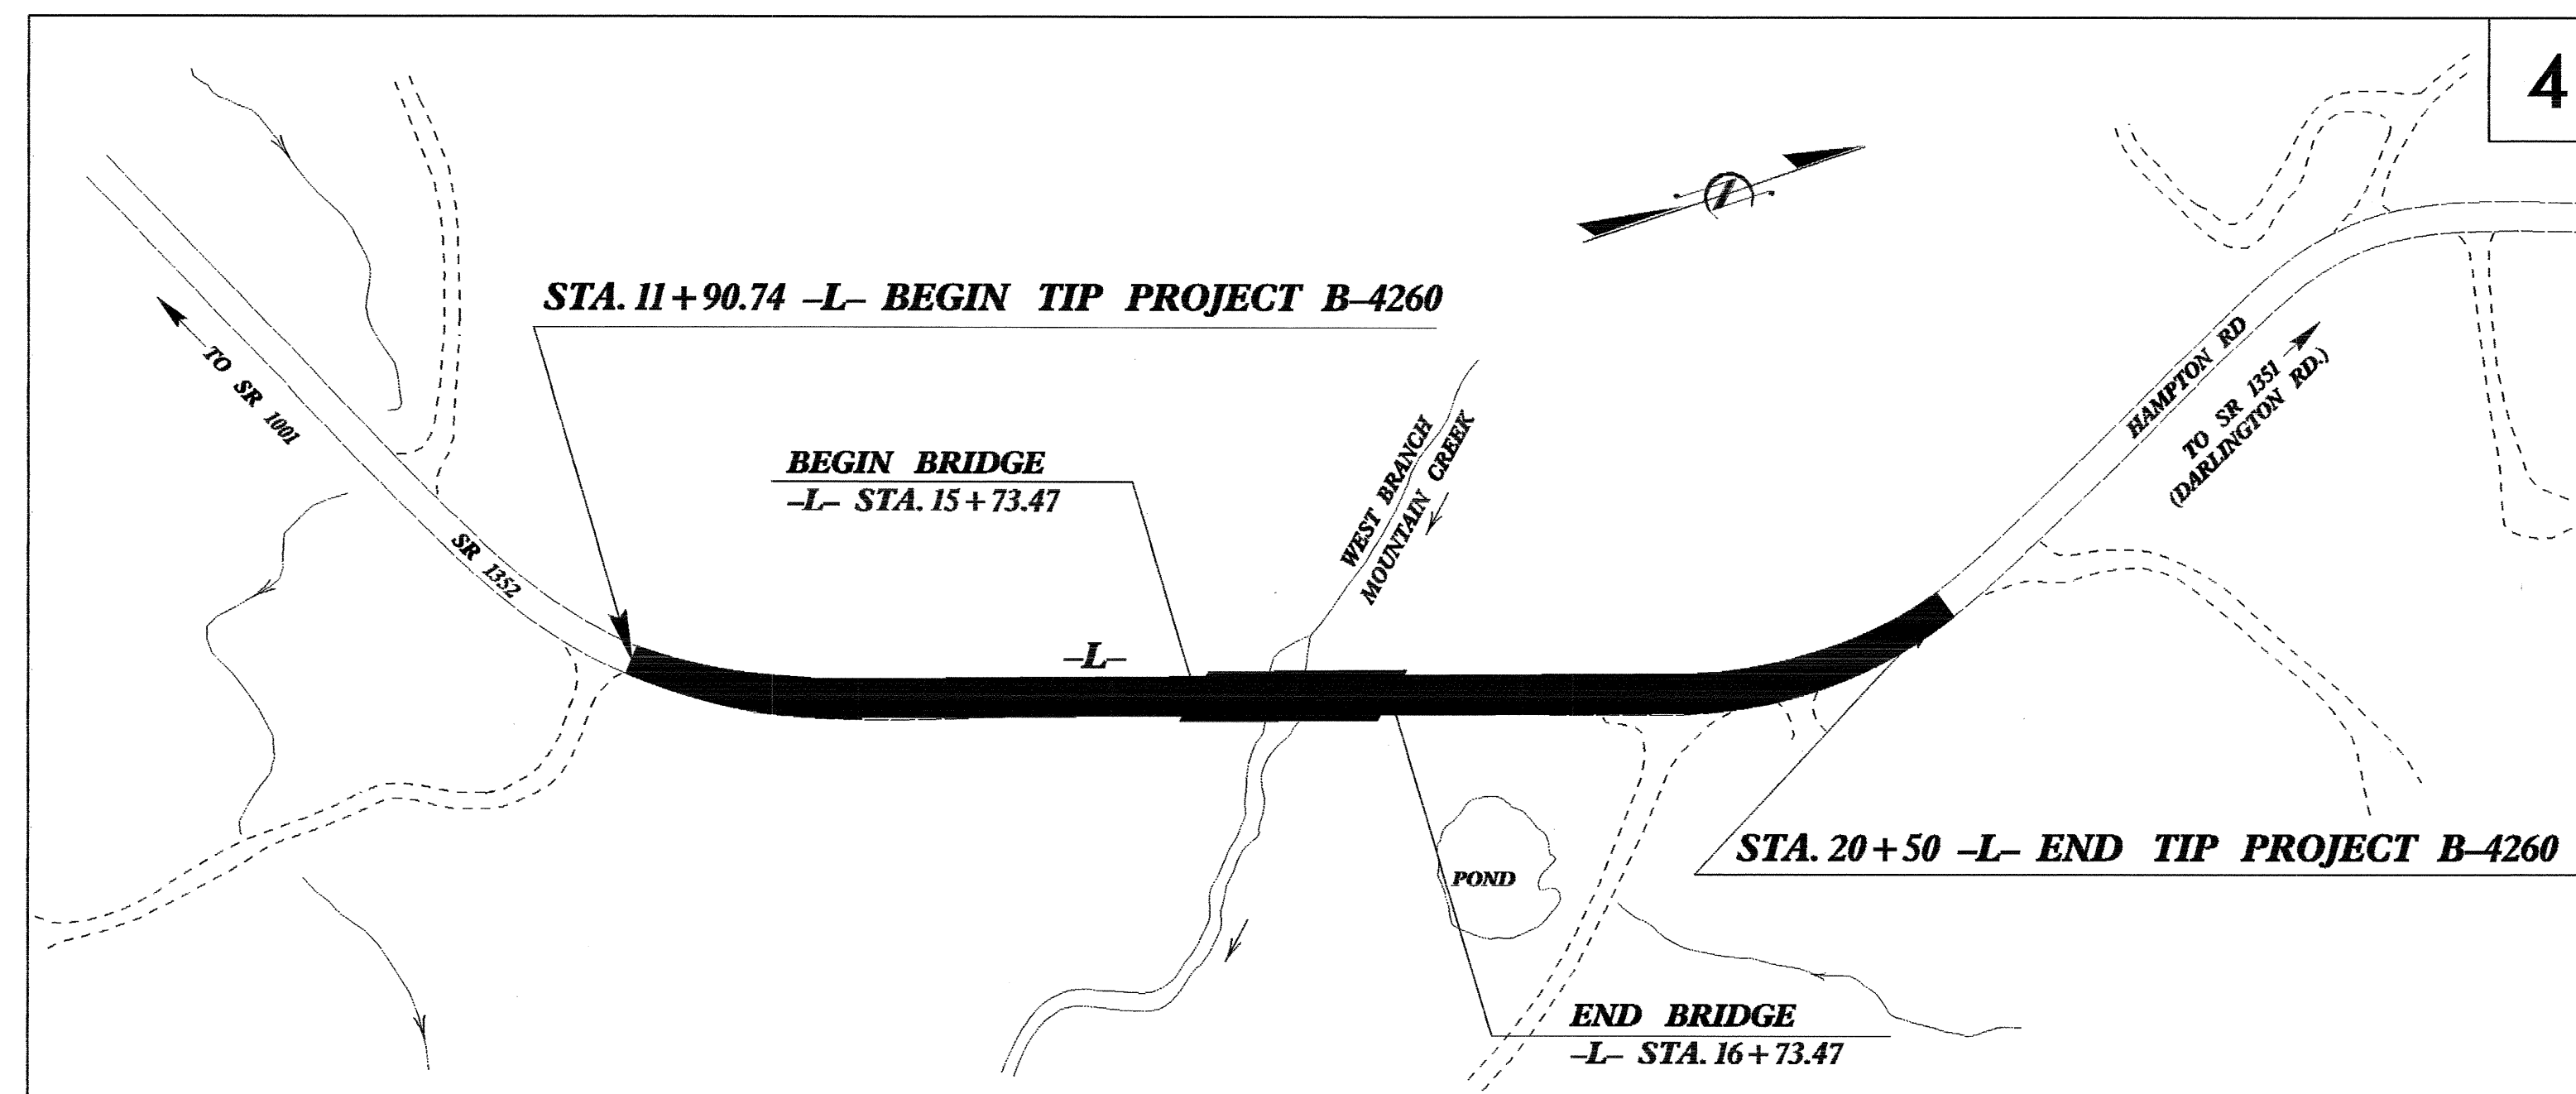 4
STA. 11+90.74 –L– BEGIN TIP PROJECT B–4260
TO SR 1001
HAMPTON RD
TO SR 1351
(DARLINGTON RD.)
BEGIN BRIDGE
–L– STA. 15+73.47
WEST BRANCH
MOUNTAIN CREEK
SR 1352
–L–
STA. 20+50 –L– END TIP PROJECT B–4260
POND
END BRIDGE
–L– STA. 16+73.47